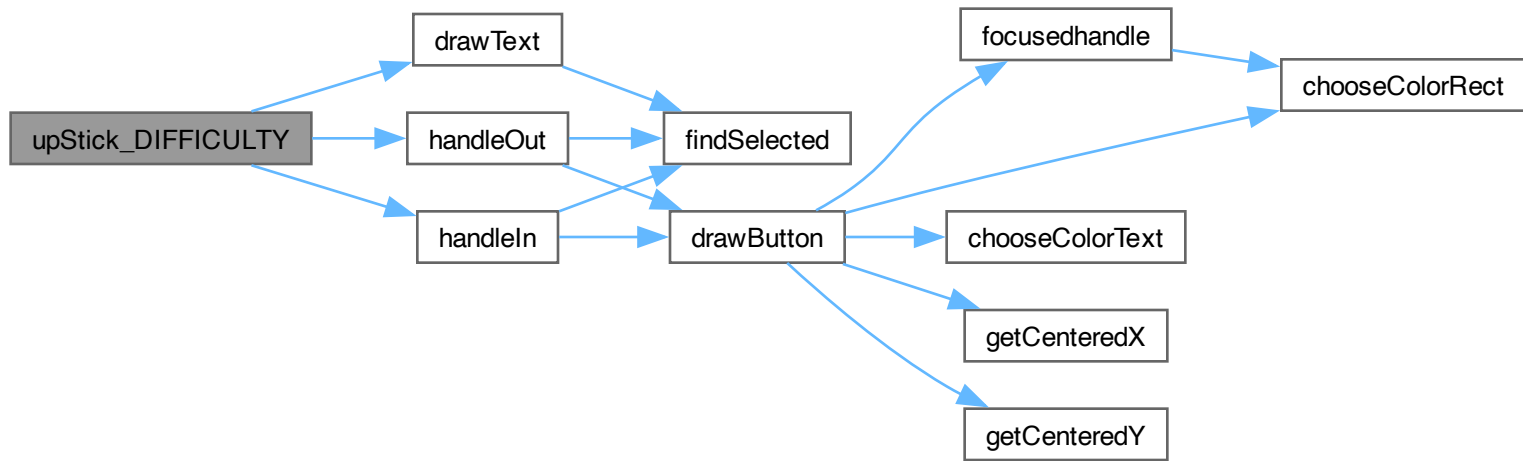 upStick_DIFFICULTY
drawText
handleOut
handleIn
findSelected
drawButton
focusedhandle
chooseColorRect
chooseColorText
getCenteredX
getCenteredY